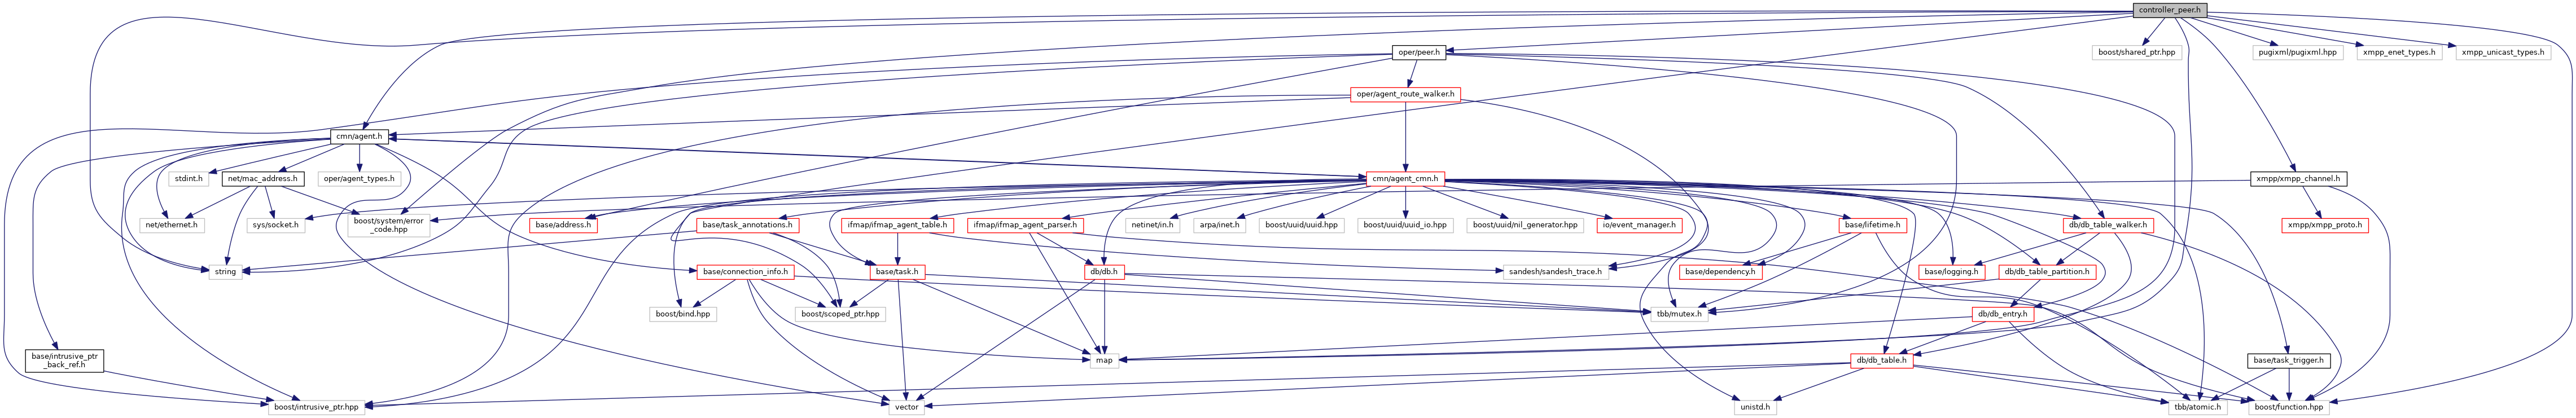 controller_peer.h
oper/peer.h
boost/shared_ptr.hpp
pugixml/pugixml.hpp
xmpp_enet_types.h
xmpp_unicast_types.h
oper/agent_route_walker.h
cmn/agent.h
stdint.h
net/mac_address.h
oper/agent_types.h
cmn/agent_cmn.h
xmpp/xmpp_channel.h
net/ethernet.h
sys/socket.h
boost/system/error
_code.hpp
base/address.h
base/task_annotations.h
ifmap/ifmap_agent_table.h
ifmap/ifmap_agent_parser.h
netinet/in.h
arpa/inet.h
boost/uuid/uuid.hpp
boost/uuid/uuid_io.hpp
boost/uuid/nil_generator.hpp
io/event_manager.h
base/lifetime.h
db/db_table_walker.h
xmpp/xmpp_proto.h
string
base/connection_info.h
base/task.h
db/db.h
sandesh/sandesh_trace.h
base/dependency.h
base/logging.h
db/db_table_partition.h
boost/bind.hpp
boost/scoped_ptr.hpp
tbb/mutex.h
db/db_entry.h
base/intrusive_ptr
_back_ref.h
map
db/db_table.h
base/task_trigger.h
boost/intrusive_ptr.hpp
vector
unistd.h
tbb/atomic.h
boost/function.hpp